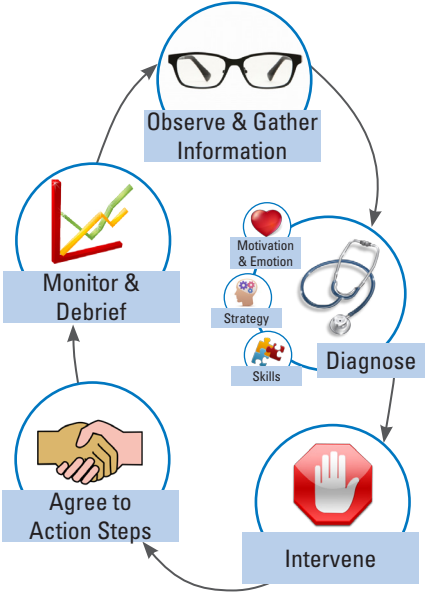 Observe & Gather
Information
Motivation
& Emotion
Strategy
Skills
Diagnose
Intervene
Agree to
Action Steps
Monitor &
Debrief